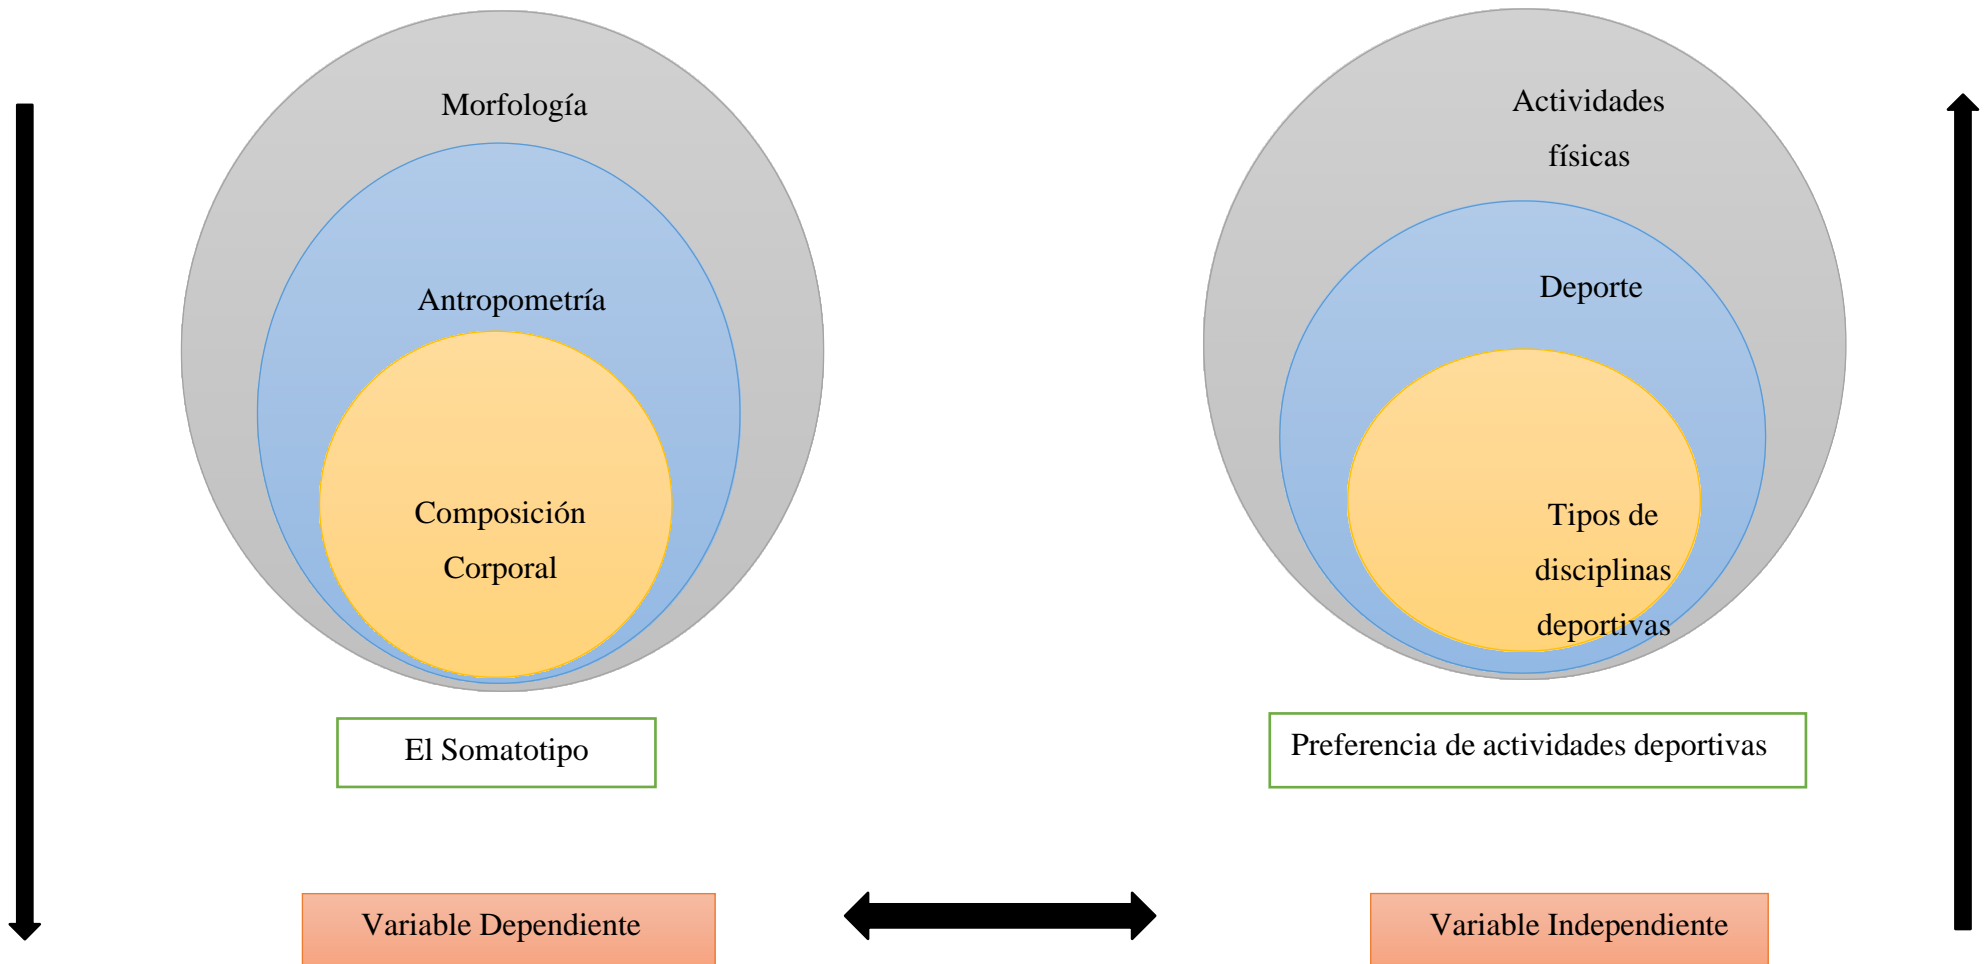 Morfología
Antropometría
Composición
Corporal
El Somatotipo
Variable Dependiente
Actividades
físicas
Deporte
Tipos de
disciplinas
deportivas
Preferencia de actividades deportivas
Variable Independiente